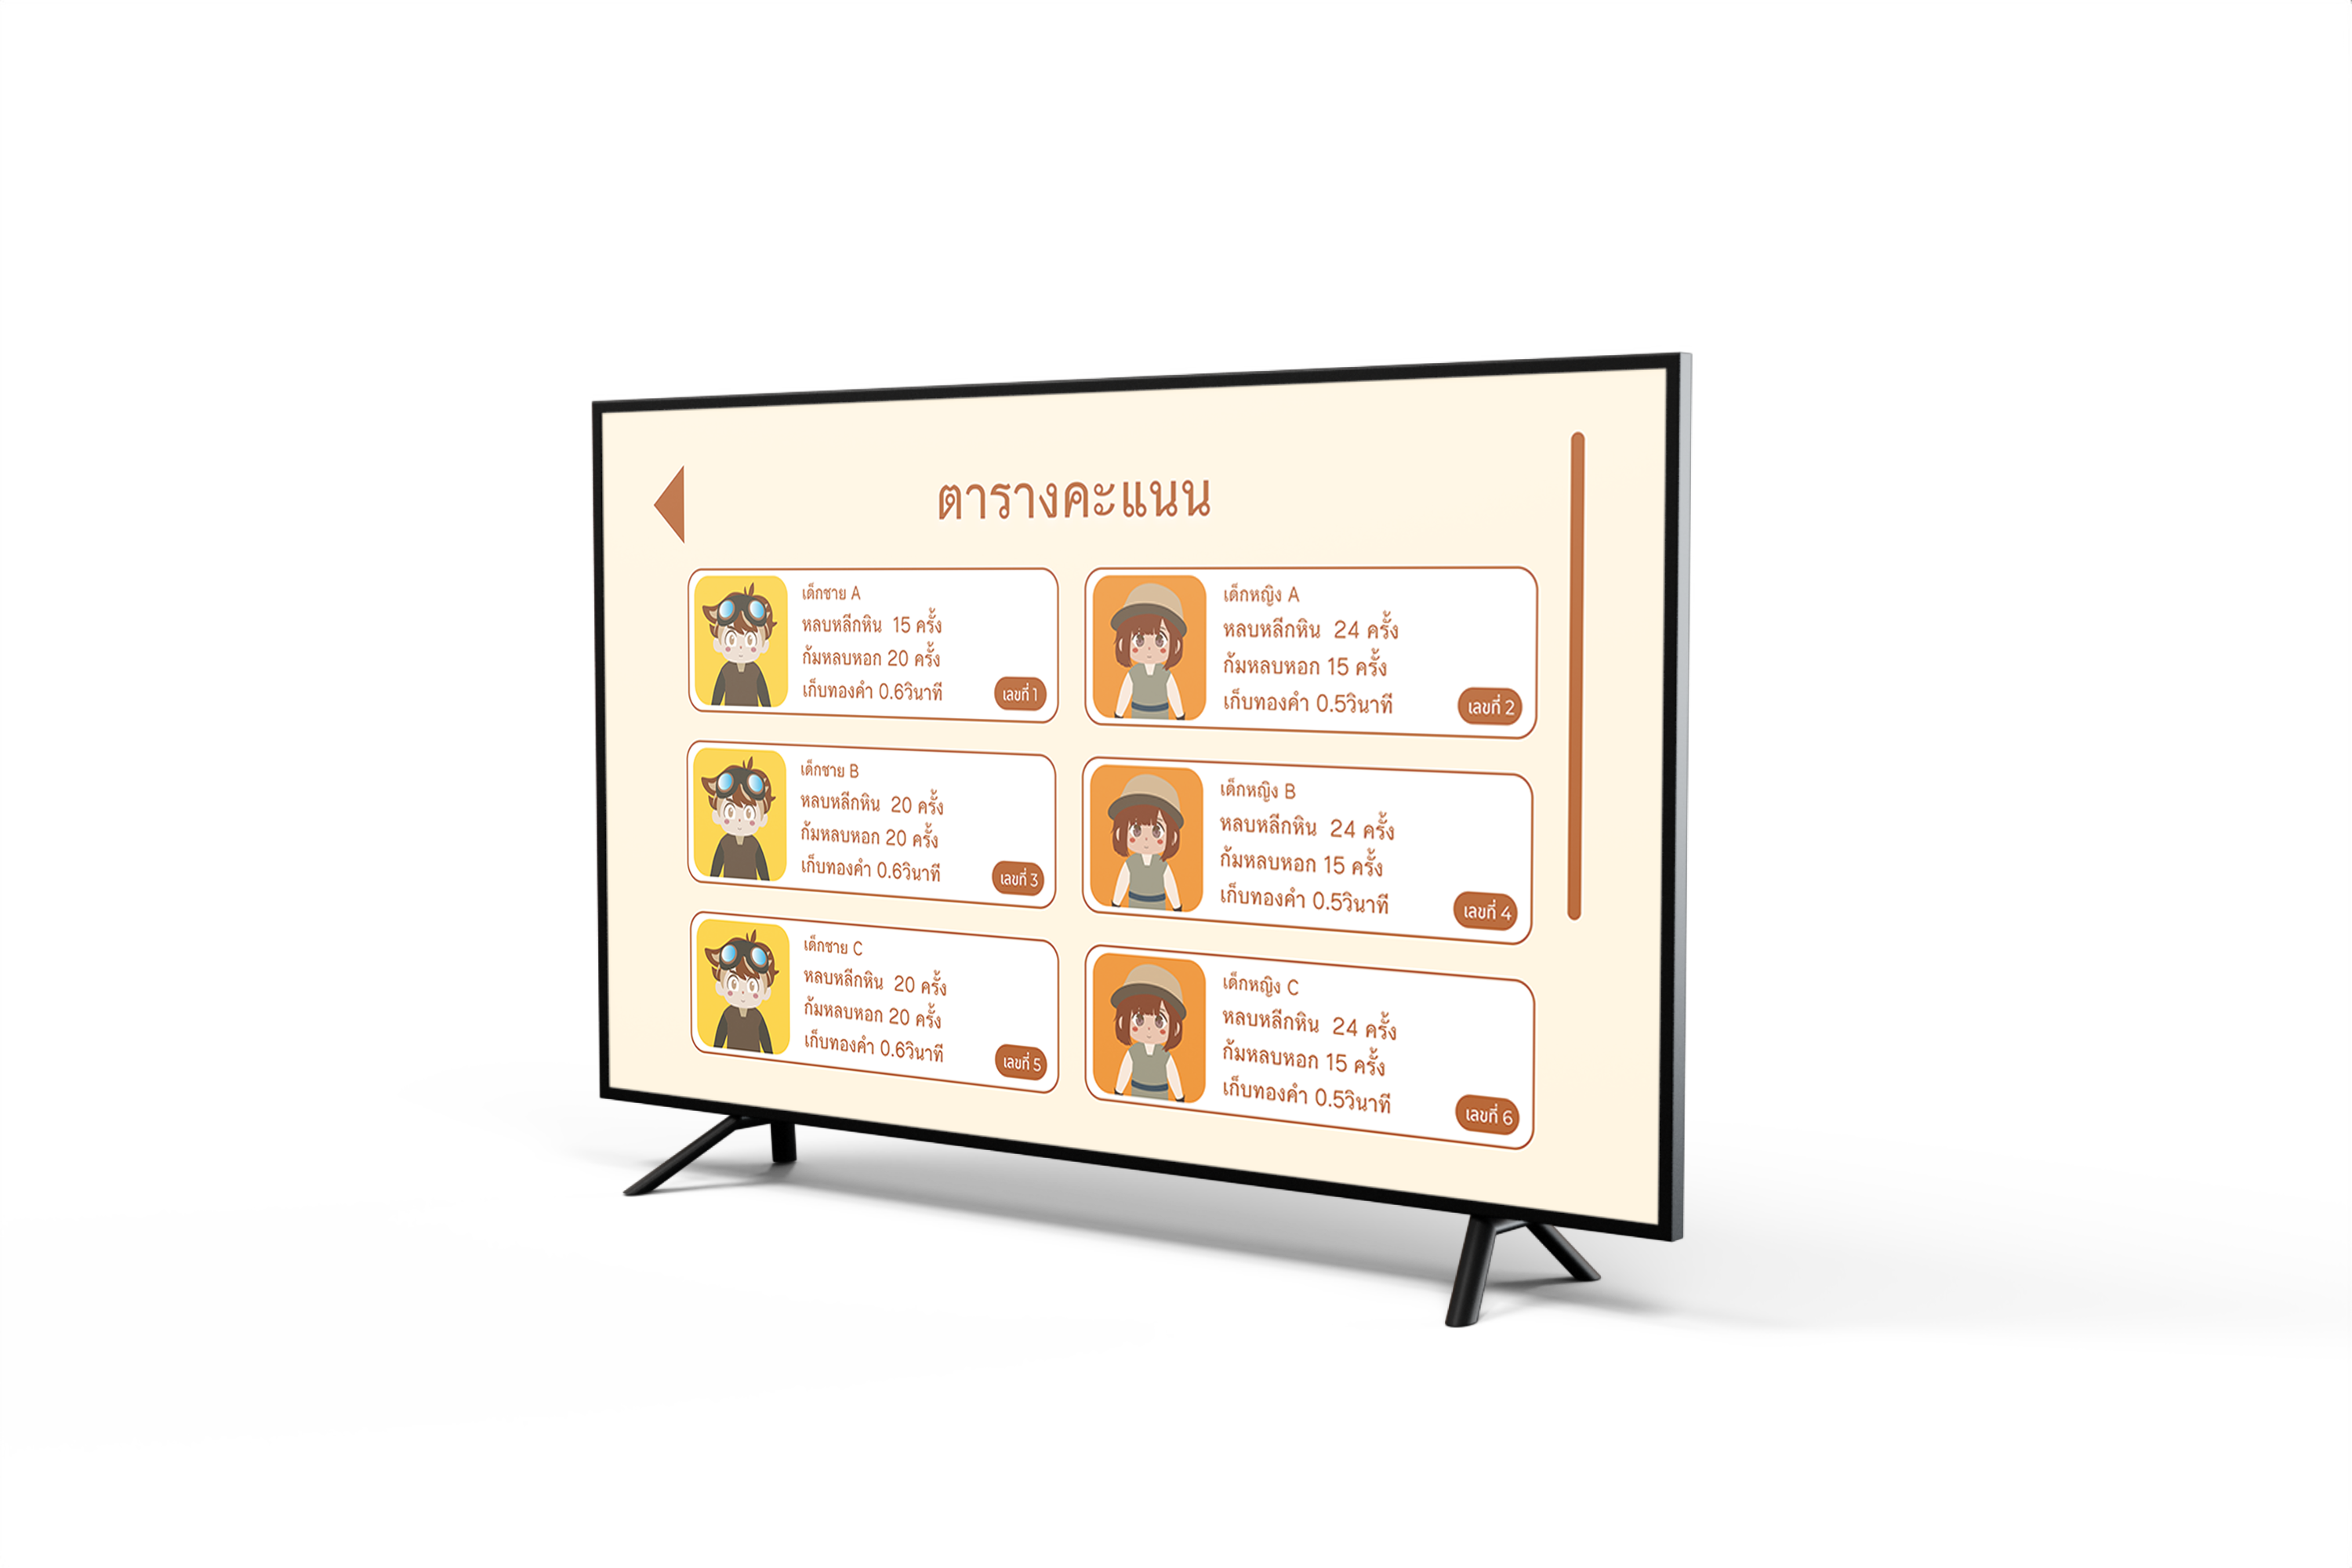 ตารางคะแนน
เด็กชาย A
หลบหลีกหิน 15 ครั้ง
ก้มหลบหอก 20 ครั้ง
เก็บทองคำ 0.6วินาที
เลขที่ 1
เด็กหญิง A
หลบหลีกหิน 24 ครั้ง
ก้มหลบหอก 15 ครั้ง
เก็บทองคำ 0.5วินาที
เลขที่ 2
เด็กชาย B
หลบหลีกหิน 20 ครั้ง
ก้มหลบหอก 20 ครั้ง
เก็บทองคำ 0.6วินาที
เลขที่ 3
เด็กหญิง B
หลบหลีกหิน 24 ครั้ง
ก้มหลบหอก 15 ครั้ง
เก็บทองคำ 0.5วินาที
เลขที่ 4
เด็กชาย C
หลบหลีกหิน 20 ครั้ง
ก้มหลบหอก 20 ครั้ง
เก็บทองคำ 0.6วินาที
เลขที่ 5
เด็กหญิง C
หลบหลีกหิน 24 ครั้ง
ก้มหลบหอก 15 ครั้ง
เก็บทองคำ 0.5วินาที
เลขที่ 6